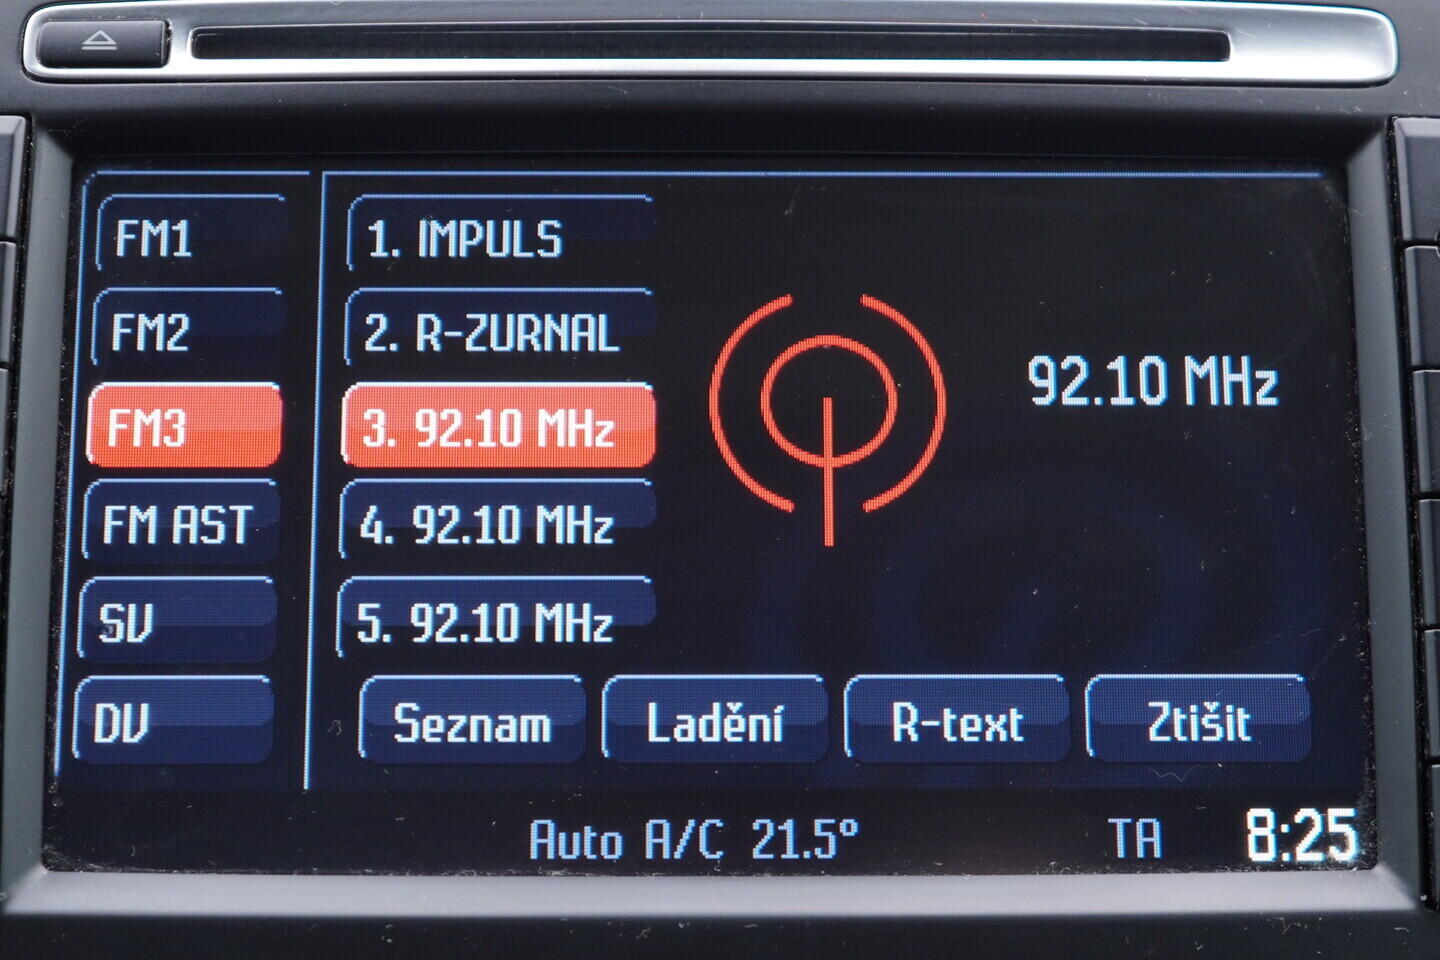 FM1
FM2
FM3
FM AST
SV
DV
1. IMPULS
2. R-ZURNAL
3. 92.10 MHz
4. 92.10 MHz
5. 92.10 MHz
92.10 MHz
Seznam
Ladění
R-text
Ztišit
Auto A/C 21.5°
TA
8:25